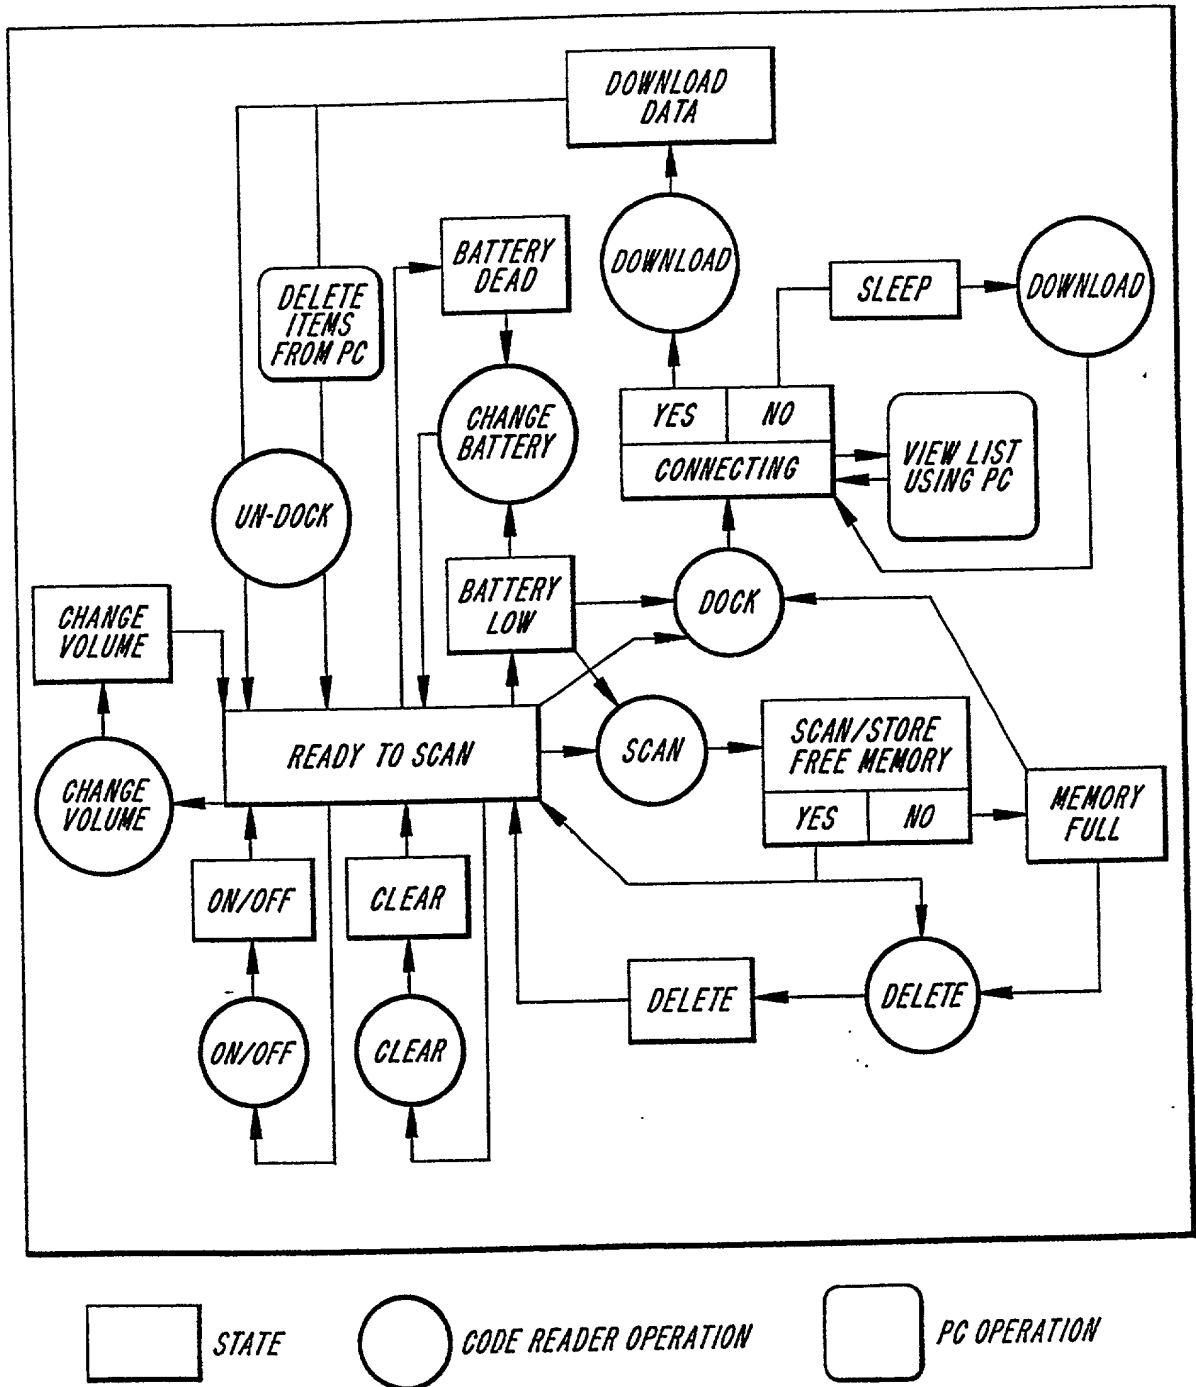 DOWNLOAD
DATA
BATTERY
DEAD
DOWNLOAD
SLEEP
DOWNLOAD
DELETE
ITEMS
FROM PC
CHANGE
BATTERY
YES
NO
CONNECTING
VIEW LIST
USING PC
UN-DOCK
CHANGE
VOLUME
BATTERY
LOW
DOCK
READY TO SCAN
SCAN
SCAN/STORE
FREE MEMORY
YES
NO
MEMORY
FULL
CHANGE
VOLUME
ON/OFF
CLEAR
DELETE
DELETE
ON/OFF
CLEAR
STATE
CODE READER OPERATION
PC OPERATION